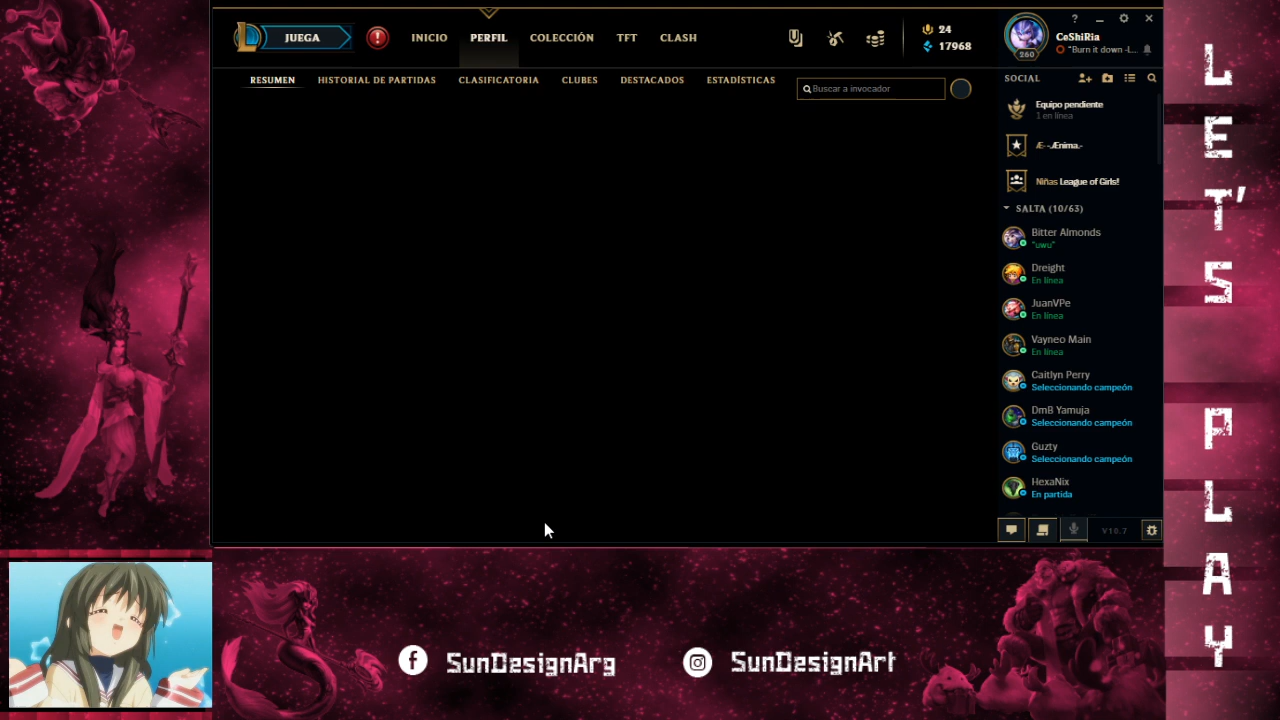 JUEGA
INICIO
PERFIL
COLECCIÓN
TFT
CLASH
24
17968
?
260
CeShiRia
"Burn it down -L...
RESUMEN
HISTORIAL DE PARTIDAS
CLASIFICATORIA
CLUBES
DESTACADOS
ESTADÍSTICAS
Buscar a invocador
SOCIAL
Equipo pendiente
1 en línea
Æ- -.Ænima.-
Niñas League of Girls!
SALTA (10/63)
Bitter Almonds
"uwu"
Dreight
En línea
JuanVPe
En línea
Vayneo Main
En línea
Caitlyn Perry
Seleccionando campeón
DmB Yamuja
Seleccionando campeón
Guzty
Seleccionando campeón
HexaNix
En partida
V10.7
LET'S PLAY
SunDesignArg
SunDesignArt